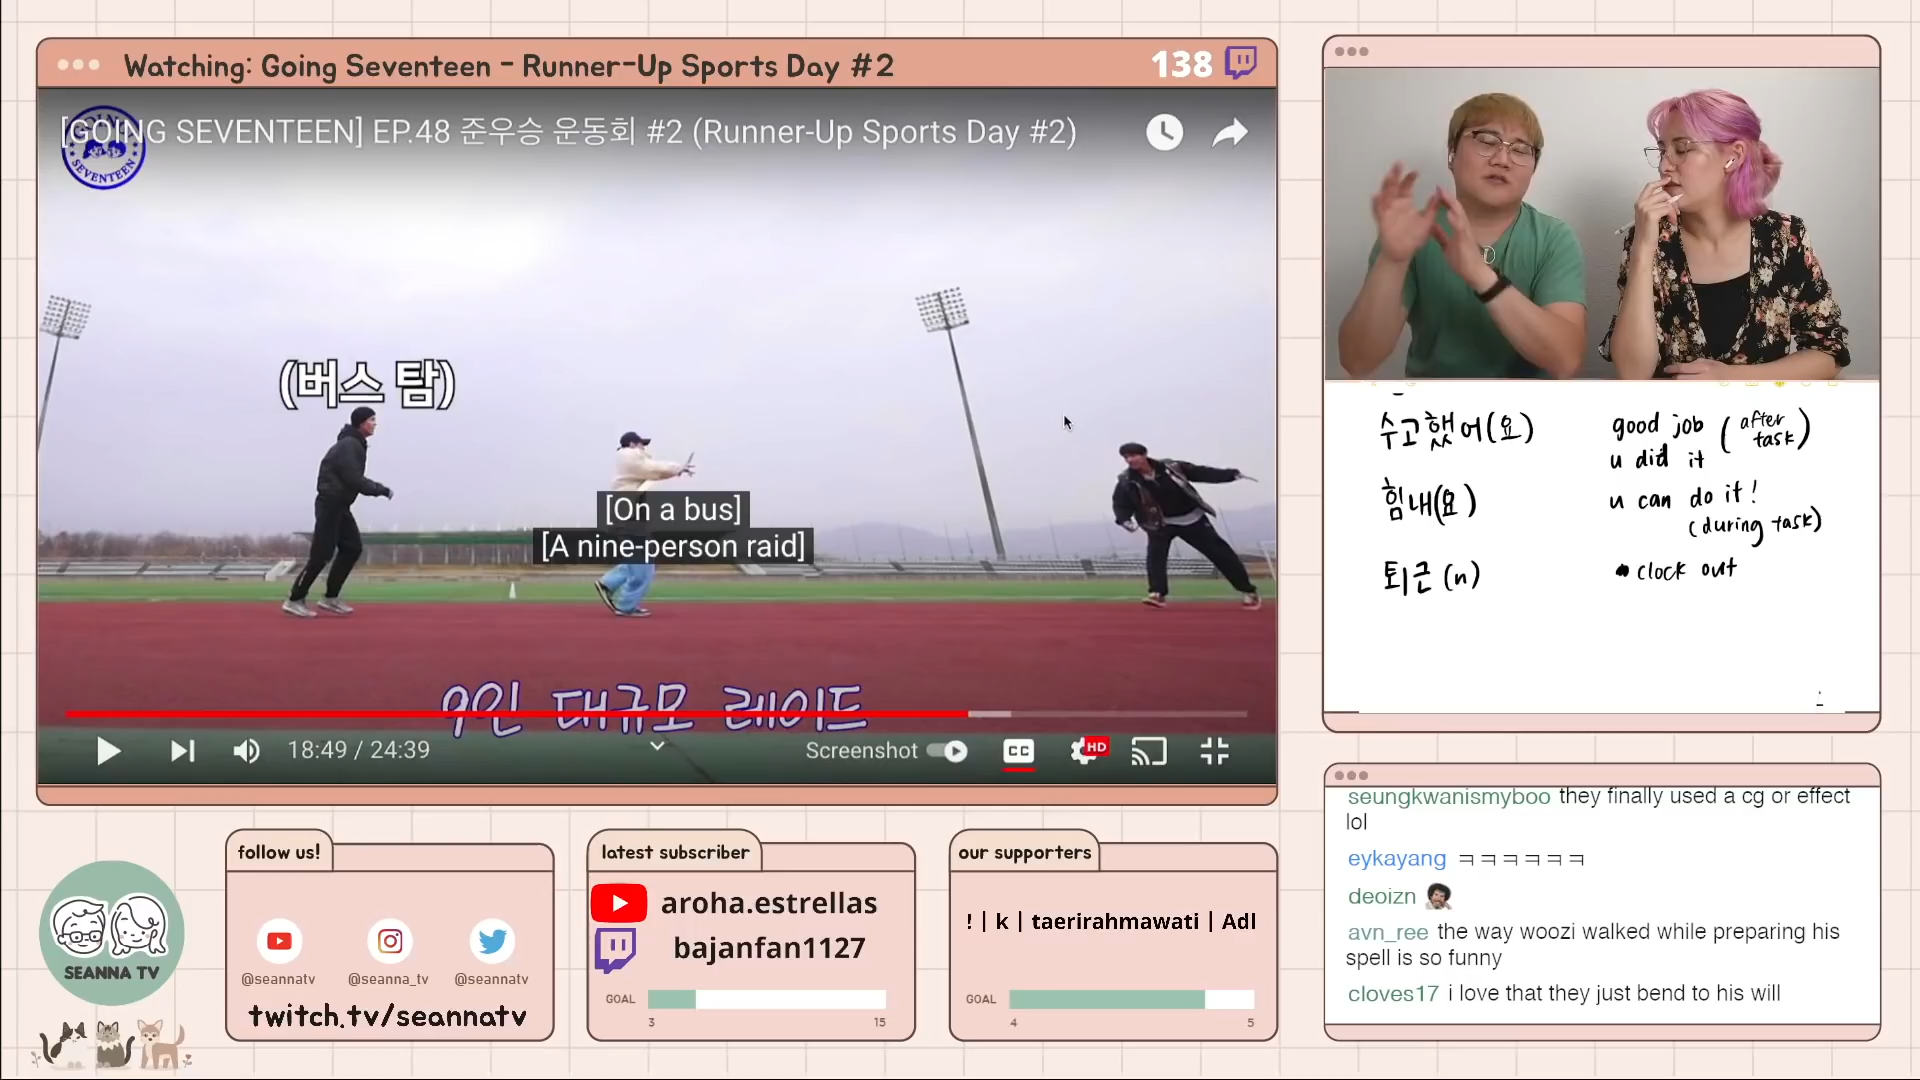 Watching: Going Seventeen - Runner-Up Sports Day #2
138
[GOING SEVENTEEN] EP.48 준우승 운동회 #2 (Runner-Up Sports Day #2)
GOING
SEVENTEEN
(버스 탐)
[On a bus]
[A nine-person raid]
9인 대규모 레이드
18:49 / 24:39
Screenshot
CC
HD
수고했어(요)
good job (after task)
u did it
힘내(요)
u can do it!
(during task)
퇴근 (n)
clock out
seungkwanismyboo they finally used a cg or effect
lol
eykayang ㅋㅋㅋㅋㅋㅋ
deoizn
avn_ree the way woozi walked while preparing his
spell is so funny
cloves17 i love that they just bend to his will
SEANNA TV
follow us!
@seannatv
@seanna_tv
@seannatv
twitch.tv/seannatv
latest subscriber
aroha.estrellas
bajanfan1127
GOAL
3
15
our supporters
! | k | taerirahmawati | Adl
GOAL
4
5